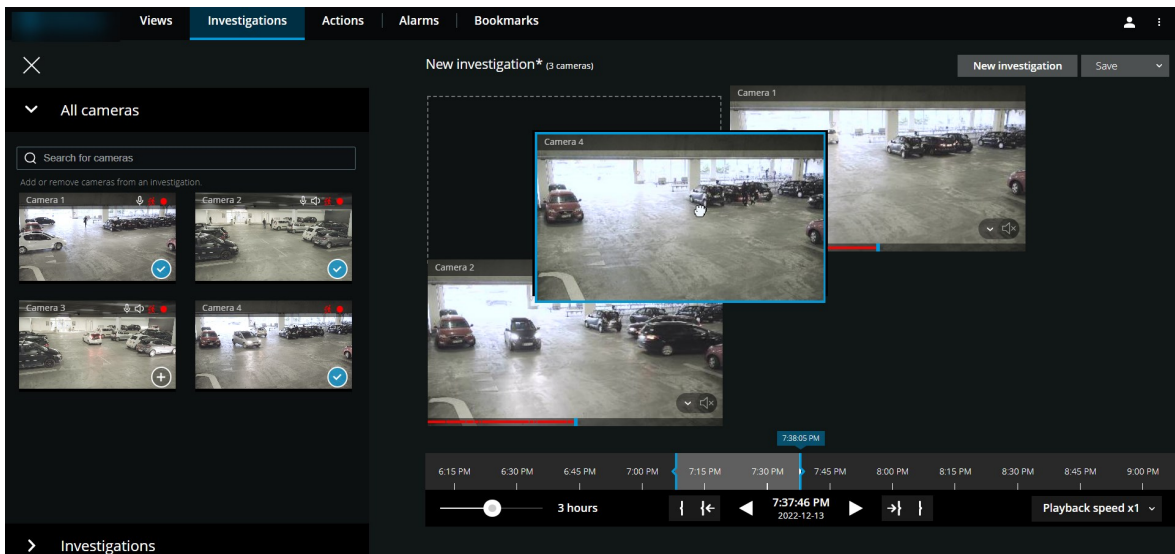 Views Investigations Actions Alarms Bookmarks
New investigation* (3 cameras)
New investigation Save
All cameras
Search for cameras
Add or remove cameras from an investigation.
Camera 1 Camera 2
Camera 3 Camera 4
Camera 1
Camera 4
Camera 2
7:38:05 PM
6:15 PM 6:30 PM 6:45 PM 7:00 PM 7:15 PM 7:30 PM 7:45 PM 8:00 PM 8:15 PM 8:30 PM 8:45 PM 9:00 PM
3 hours 7:37:46 PM Playback speed x1
2022-12-13
Investigations